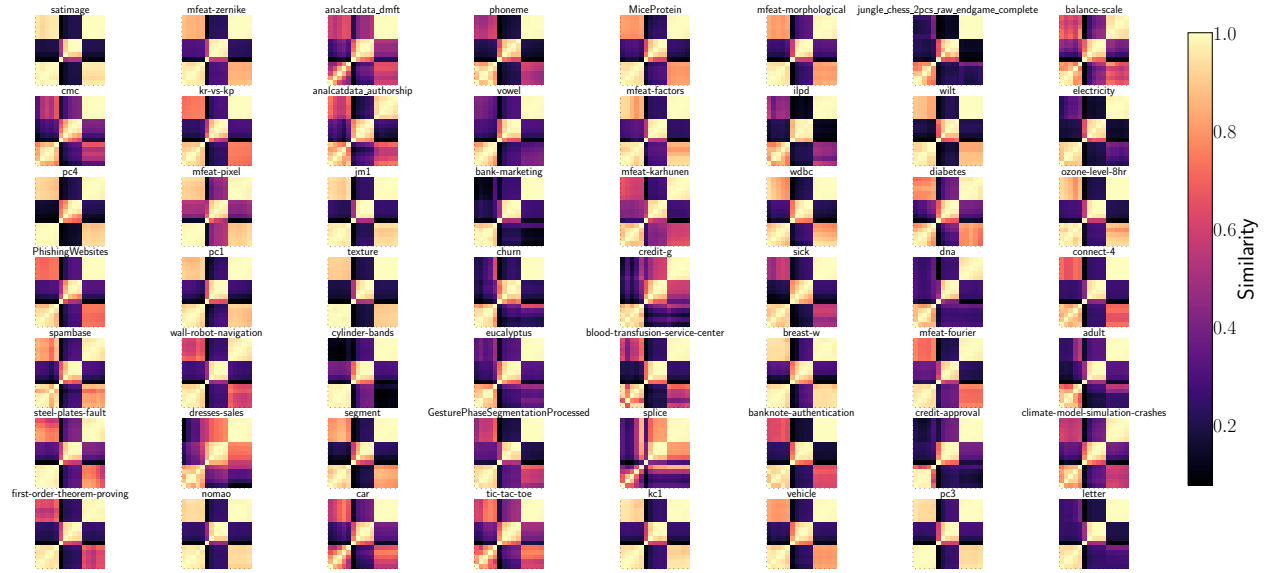 satimage mfeat-zernike analcatdata_dmft phoneme MiceProtein mfeat-morphological jungle_chess_2pcs_raw_endgame_complete balance-scale
cmc kr-vs-kp analcatdata_authorship vowel mfeat-factors ilpd wilt electricity
pc4 mfeat-pixel jm1 bank-marketing mfeat-karhunen wdbc diabetes ozone-level-8hr
PhishingWebsites pc1 texture churn credit-g sick dna connect-4
spambase wall-robot-navigation cylinder-bands eucalyptus blood-transfusion-service-center breast-w mfeat-fourier adult
steel-plates-fault dresses-sales segment GesturePhaseSegmentationProcessed splice banknote-authentication credit-approval climate-model-simulation-crashes
first-order-theorem-proving nomao car tic-tac-toe kc1 vehicle pc3 letter
1.0
0.8
0.6
0.4
0.2
Similarity